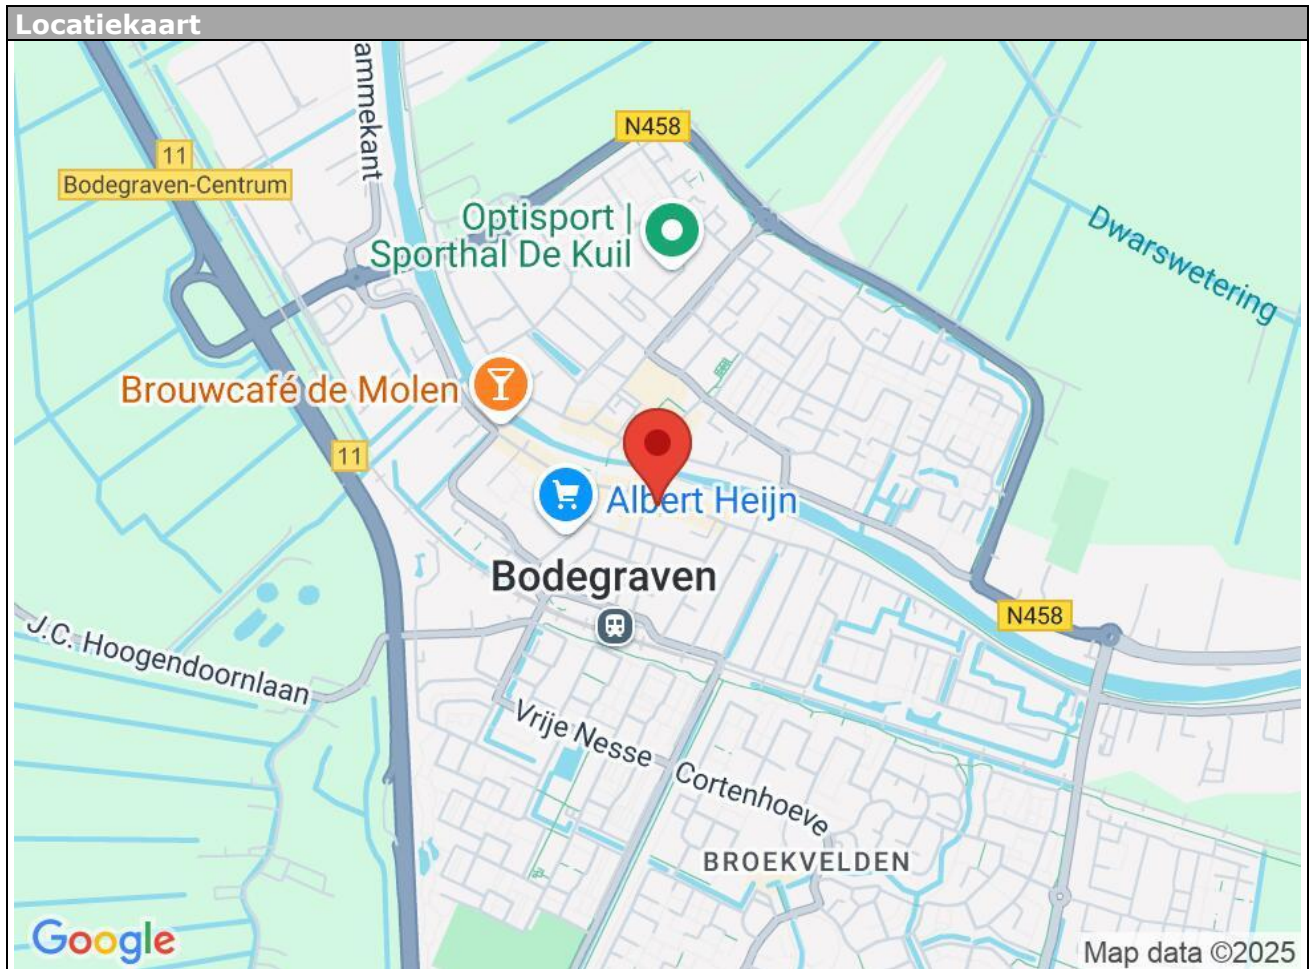 Locatiekaart
ammekant
N458
11
Bodegraven-Centrum
Optisport |
Sporthal De Kuil
Dwarswetering
Brouwcafé de Molen
11
Albert Heijn
Bodegraven
N458
J.C. Hoogendoornlaan
Vrije Nesse
Cortenhoeve
BROEKVELDEN
Google
Map data ©2025